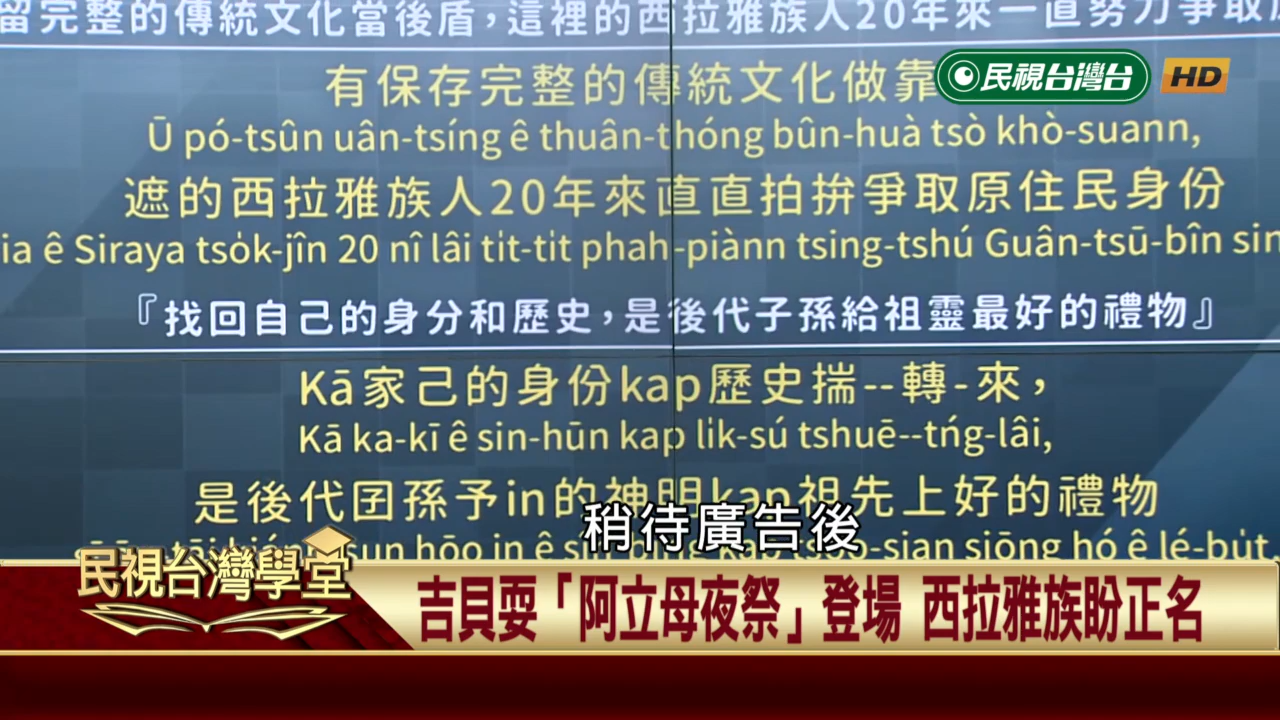 留完整的傳統文化當後盾，這裡的西拉雅族人20年來一直努力爭取
民視台灣台 HD
有保存完整的傳統文化做靠
Ū pó-tsûn uân-tsíng ê thuân-thóng bûn-huà tsò khò-suann,
遮的西拉雅族人20年來直直拍拚爭取原住民身份
ia ê Siraya tso̍k-jîn 20 nî lâi ti̍t-ti̍t phah-piànn tsing-tshú Guân-tsū-bîn sin
『找回自己的身分和歷史，是後代子孫給祖靈最好的禮物』
Kā家己的身份kap歷史揣--轉-來，
Kā ka-kī ê sin-hūn kap li̍k-sú tshuē--tńg-lâi,
是後代囝孫予in的神明kap祖先上好的禮物
sun hōo in ê siōng hó ê lé-bu̍t.
稍待廣告後
民視台灣學堂
吉貝耍「阿立母夜祭」登場 西拉雅族盼正名